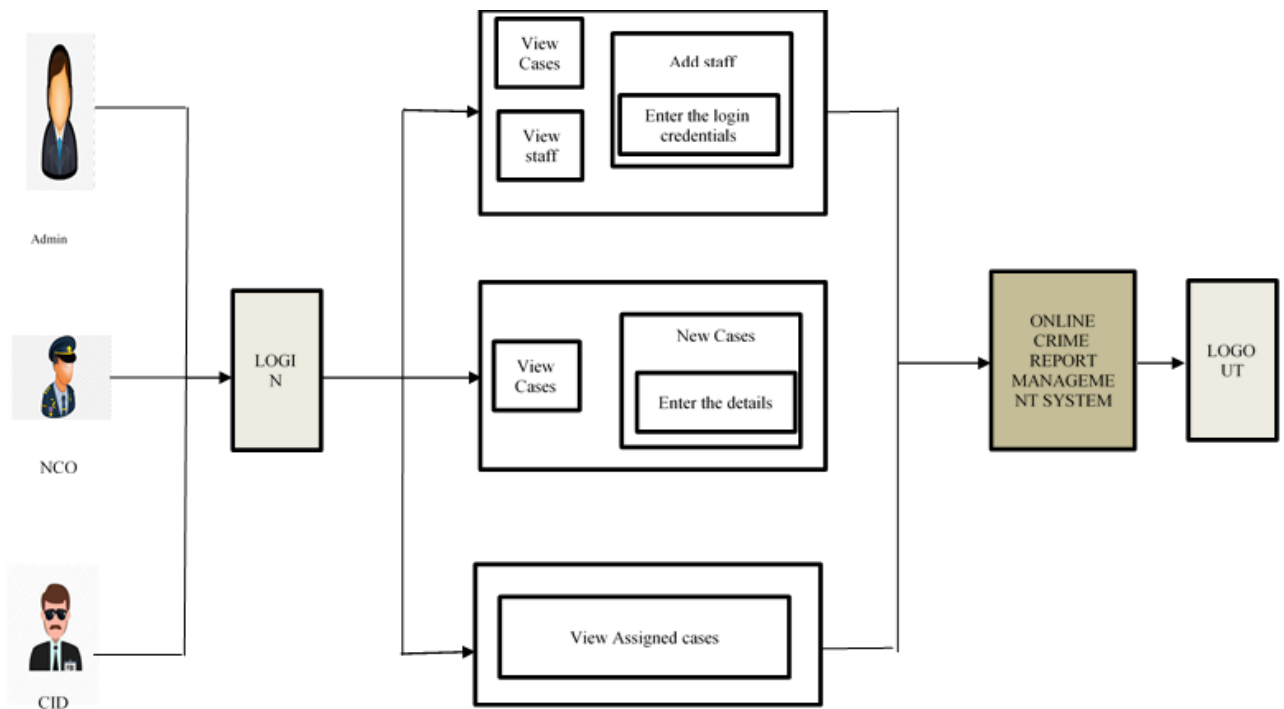 Admin
NCO
CID
LOGI
N
View
Cases
View
staff
Add staff
Enter the login
credentials
View
Cases
New Cases
Enter the details
View Assigned cases
ONLINE
CRIME
REPORT
MANAGEME
NT SYSTEM
LOGO
UT